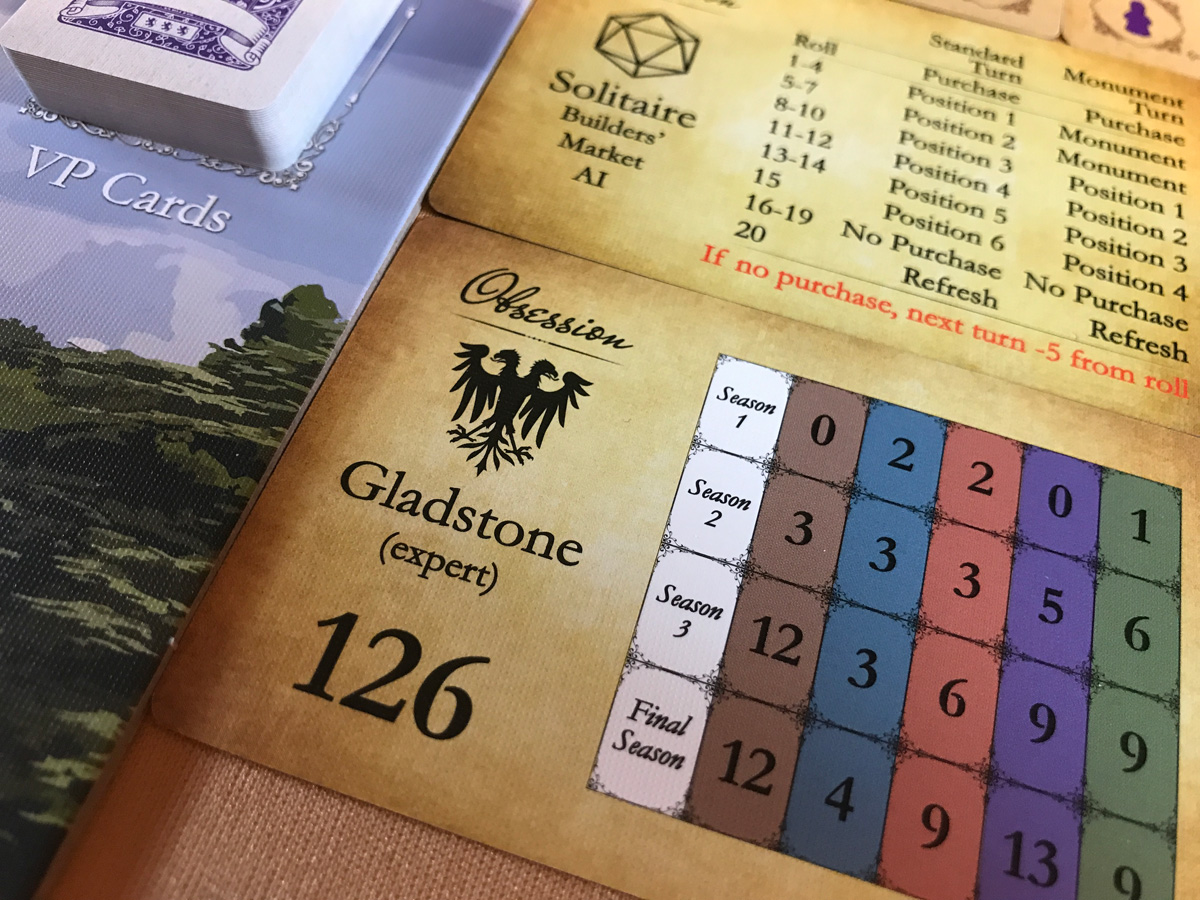 VP Cards
Solitaire
Builders'
Market
AI
Roll Standard Turn Monument Turn
1-4 Purchase Purchase
5-7 Position 1 Monument
8-10 Position 2 Monument
11-12 Position 3 Position 1
13-14 Position 4 Position 2
15 Position 5 Position 3
16-19 Position 6 Position 4
20 No Purchase No Purchase
Refresh Refresh
If no purchase, next turn -5 from roll
Obsession
Gladstone
(expert)
126
Season 1 0 2 2 0 1
Season 2 3 3 3 5 6
Season 3 12 3 6 9 9
Final Season 12 4 9 13 9